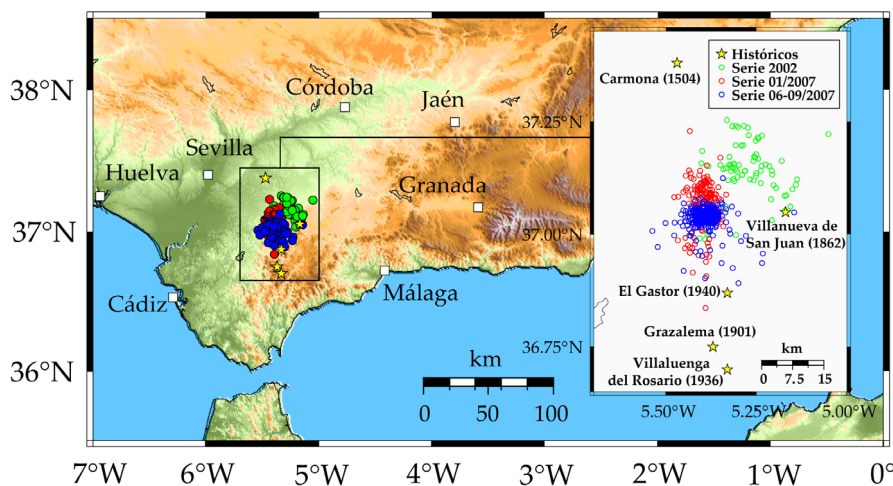 38°N
37°N
36°N
7°W
6°W
5°W
4°W
3°W
2°W
1°W
0°
Córdoba
Jaén
Sevilla
Huelva
Granada
Cádiz
Málaga
km
0
50
100
37.25°N
37.00°N
36.75°N
5.50°W
5.25°W
5.00°W
Históricos
Serie 2002
Serie 01/2007
Serie 06-09/2007
Carmona (1504)
Villanueva de
San Juan (1862)
El Gastor (1940)
Grazalema (1901)
Villaluenga
del Rosario (1936)
km
0
7.5
15